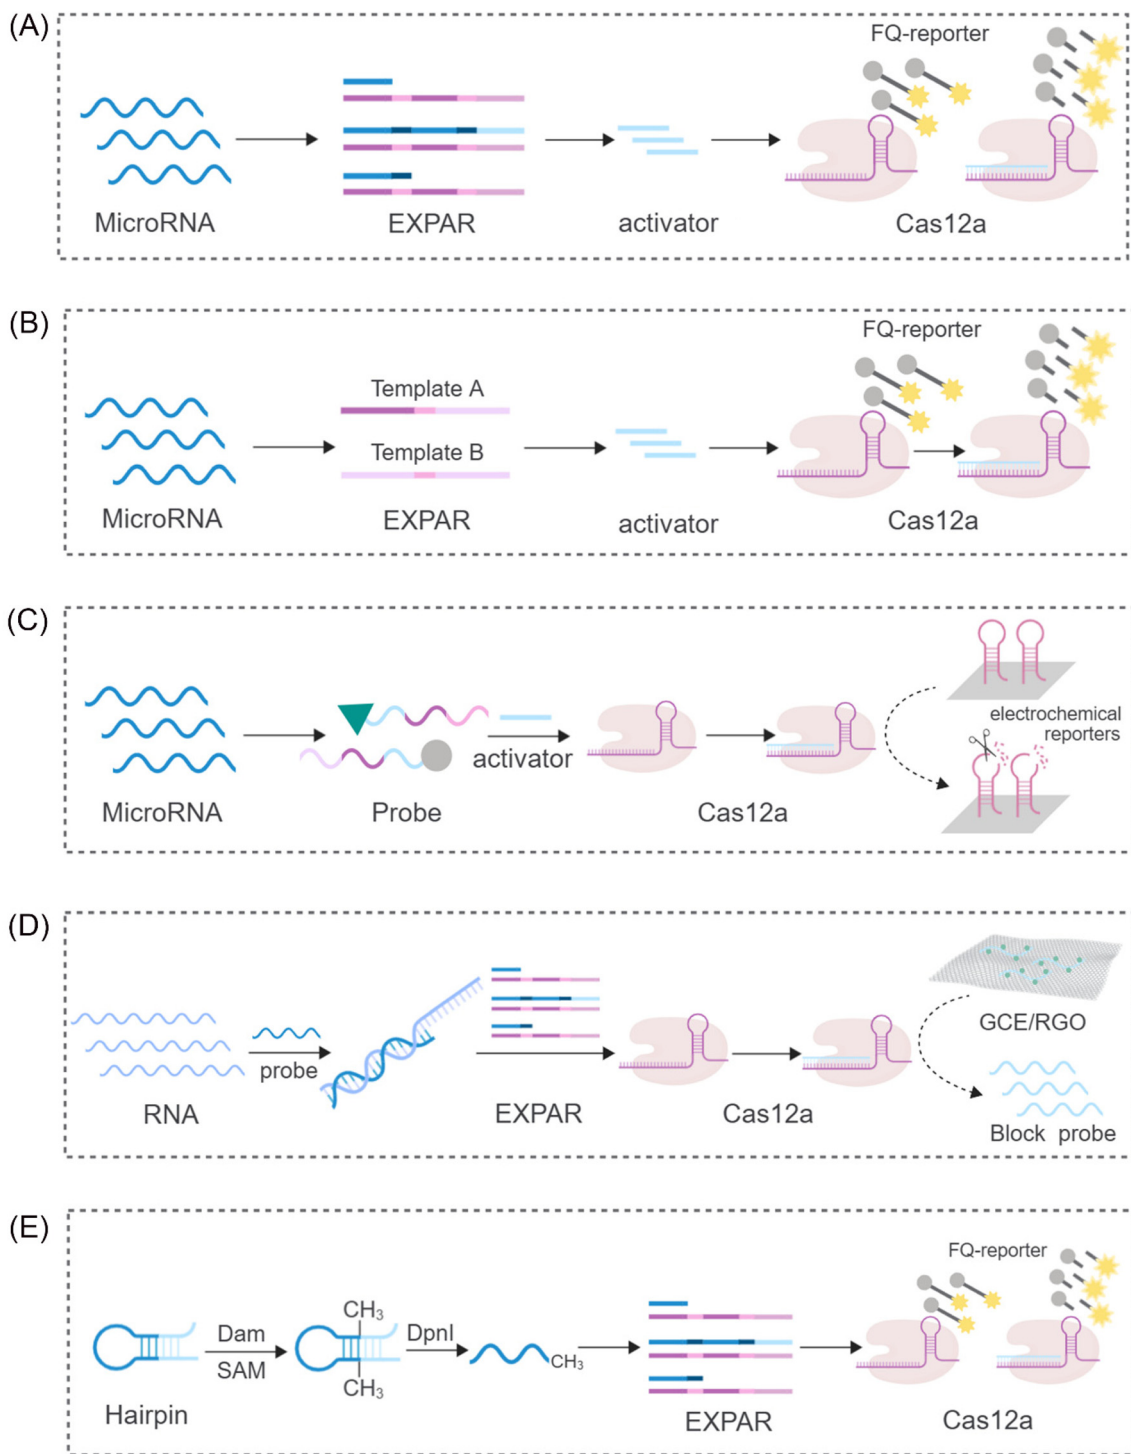 (A)
FQ-reporter
MicroRNA
EXPAR
activator
Cas12a
(B)
FQ-reporter
Template A
Template B
MicroRNA
EXPAR
activator
Cas12a
(C)
electrochemical
reporters
activator
MicroRNA
Probe
Cas12a
(D)
GCE/RGO
probe
RNA
EXPAR
Cas12a
Block probe
(E)
FQ-reporter
CH₃
Dam
DpnI
SAM
CH₃
CH₃
Hairpin
EXPAR
Cas12a